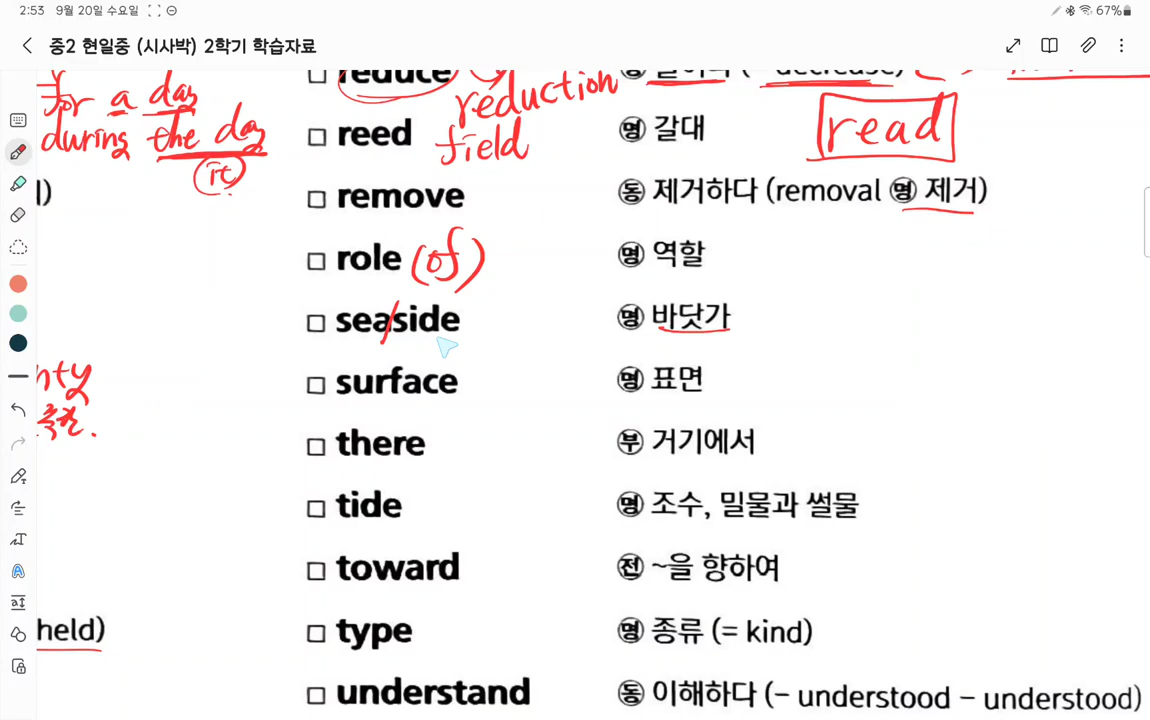 2:53 9월 20일 수요일 67%
중2 현일중 (시사박) 2학기 학습자료
reduce decrease
for a day
reduction
during the day
reed field 명 갈대 read
(it)
remove 동 제거하다 (removal 명 제거)
role (of) 명 역할
seaside 명 바닷가
surface 명 표면
there 부 거기에서
tide 명 조수, 밀물과 썰물
toward 전 ~을 향하여
held) type 명 종류 (= kind)
understand 동 이해하다 (– understood – understood)